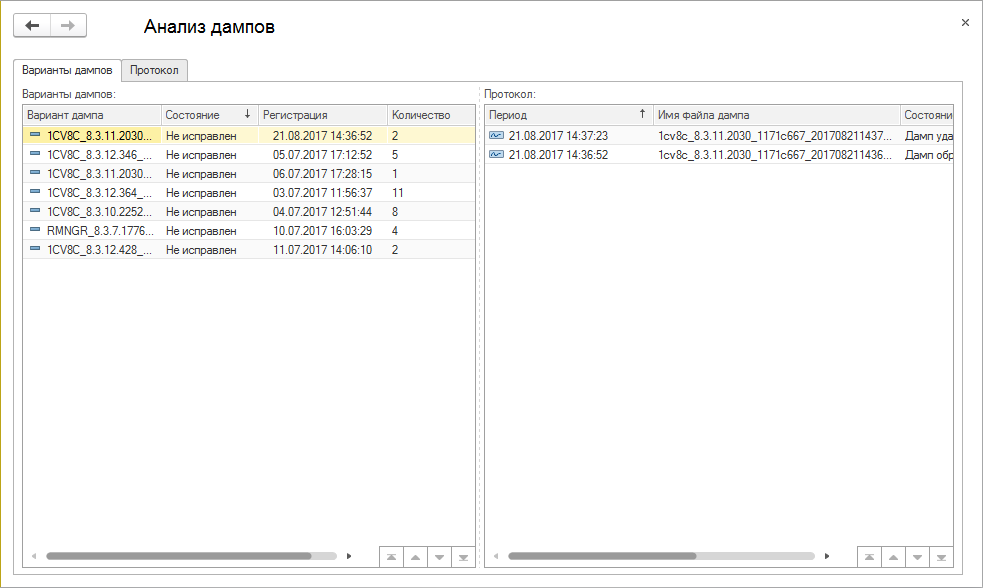 Анализ дампов
Варианты дампов Протокол
Варианты дампов:
Вариант дампа Состояние Регистрация Количество
1CV8C_8.3.11.2030... Не исправлен 21.08.2017 14:36:52 2
1CV8C_8.3.12.346_... Не исправлен 05.07.2017 17:12:52 5
1CV8C_8.3.11.2030... Не исправлен 06.07.2017 17:28:15 1
1CV8C_8.3.12.364_... Не исправлен 03.07.2017 11:56:37 11
1CV8C_8.3.10.2252... Не исправлен 04.07.2017 12:51:44 8
RMNGR_8.3.7.1776... Не исправлен 10.07.2017 16:03:29 4
1CV8C_8.3.12.428_... Не исправлен 11.07.2017 14:06:10 2
Протокол:
Период Имя файла дампа Состояни
21.08.2017 14:37:23 1cv8c_8.3.11.2030_1171c667_201708211437... Дамп уда
21.08.2017 14:36:52 1cv8c_8.3.11.2030_1171c667_201708211436... Дамп обр